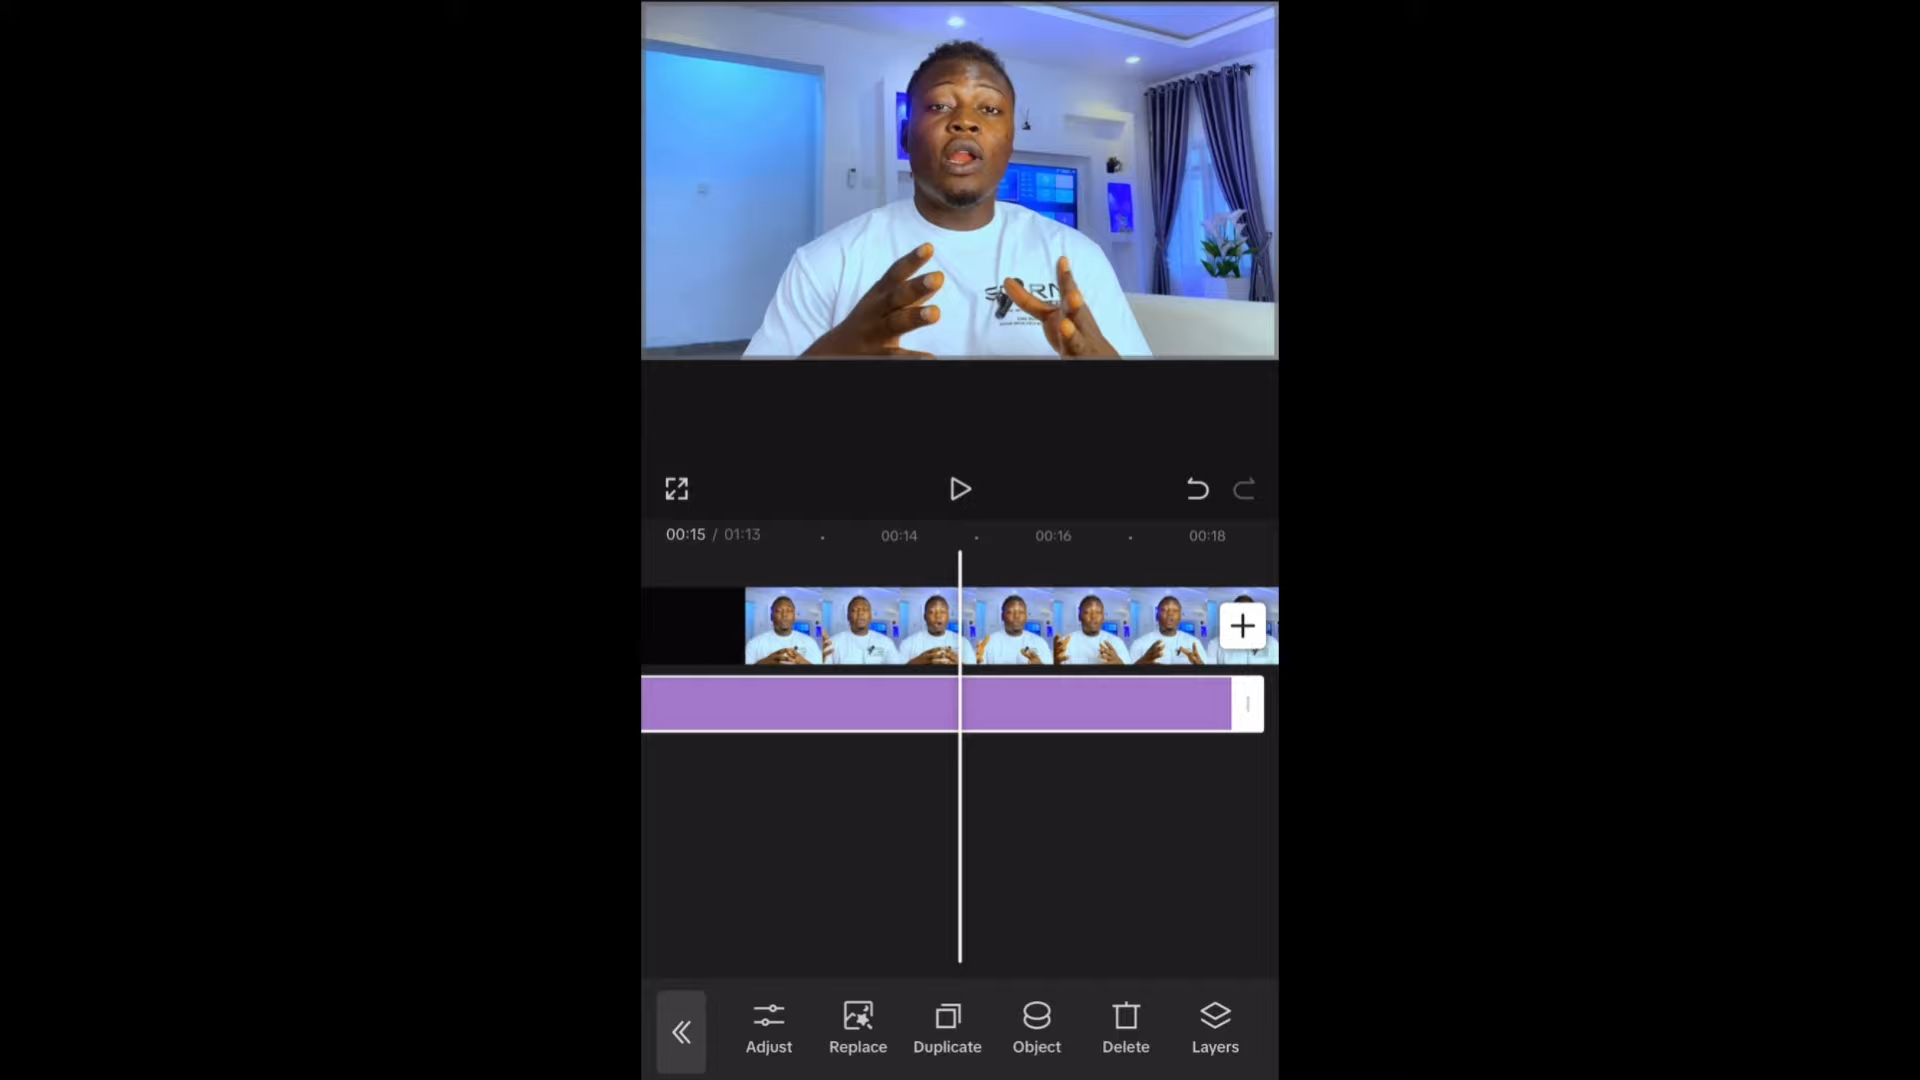 00:15 / 01:13
00:14
00:16
00:18
Adjust
Replace
Duplicate
Object
Delete
Layers